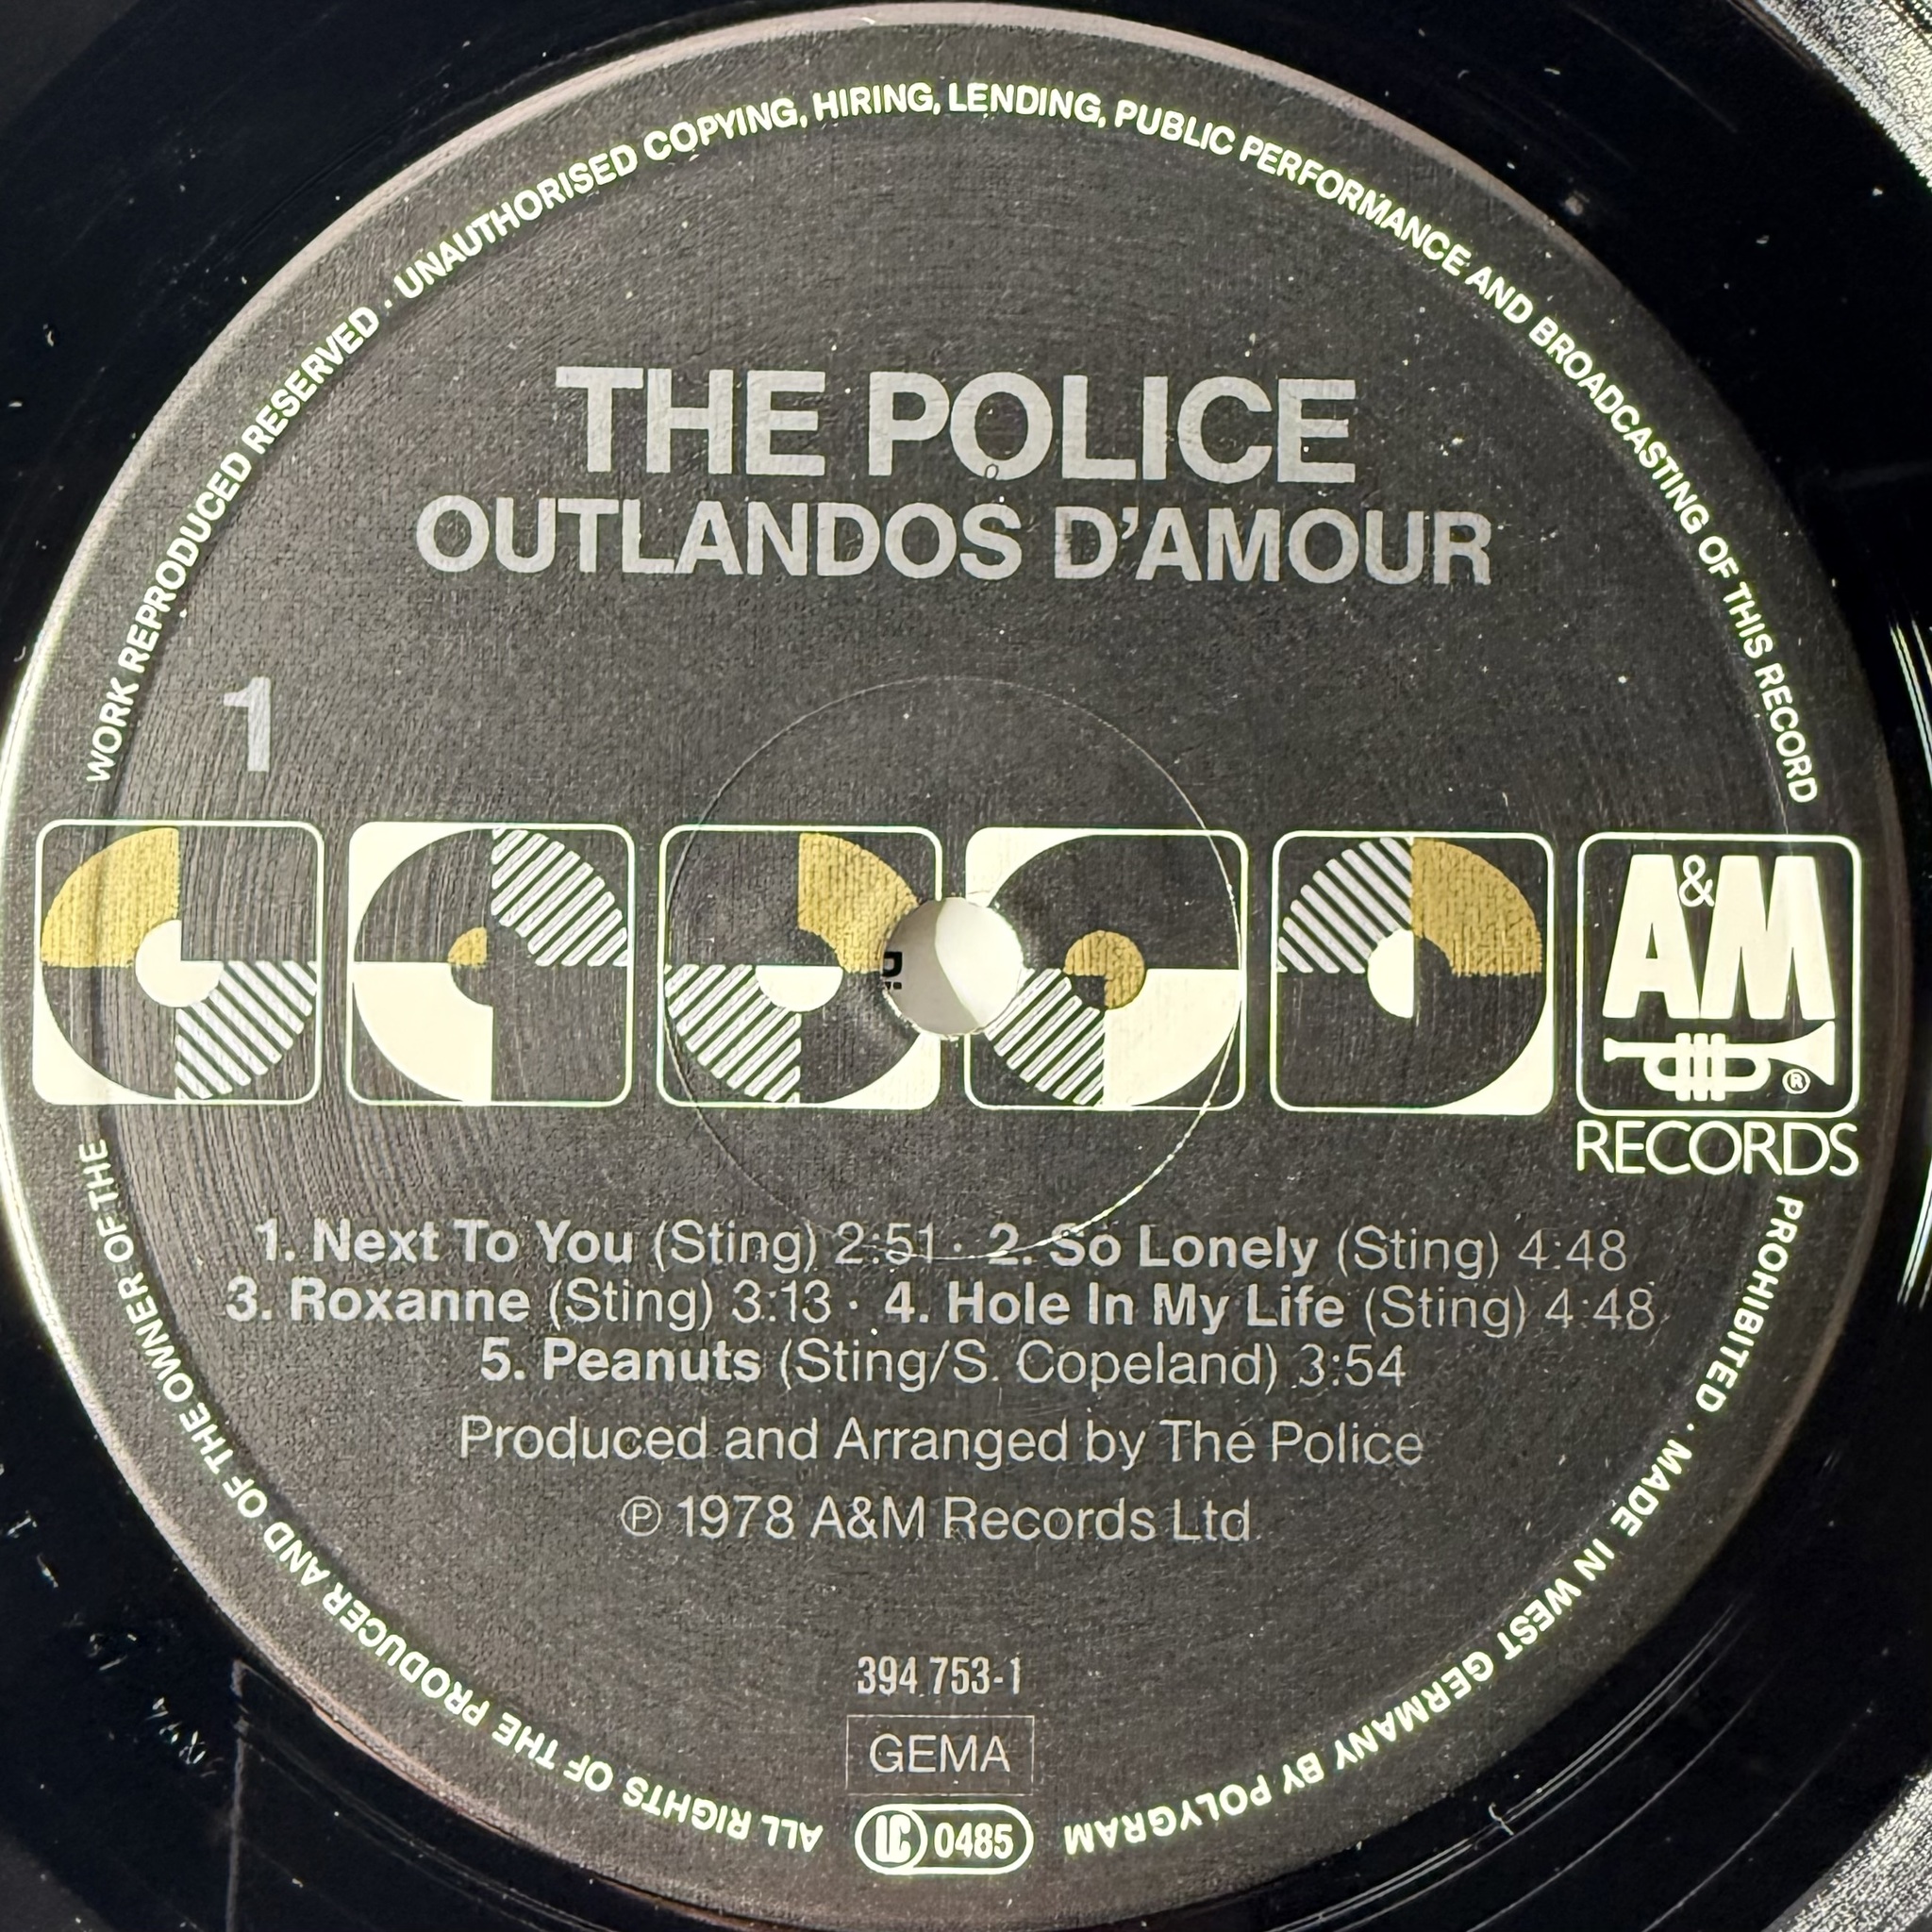 THE POLICE
OUTLANDOS D'AMOUR
1
A&M
®
RECORDS
1. Next To You (Sting) 2:51 · 2. So Lonely (Sting) 4:48
3. Roxanne (Sting) 3:13 · 4. Hole In My Life (Sting) 4:48
5. Peanuts (Sting/S. Copeland) 3:54
Produced and Arranged by The Police
℗ 1978 A&M Records Ltd.
394 753-1
GEMA
LC 0485
ALL RIGHTS OF THE PRODUCER AND OF THE OWNER OF THE WORK REPRODUCED RESERVED · UNAUTHORISED COPYING, HIRING, LENDING, PUBLIC PERFORMANCE AND BROADCASTING OF THIS RECORD PROHIBITED · MADE IN WEST GERMANY BY POLYGRAM